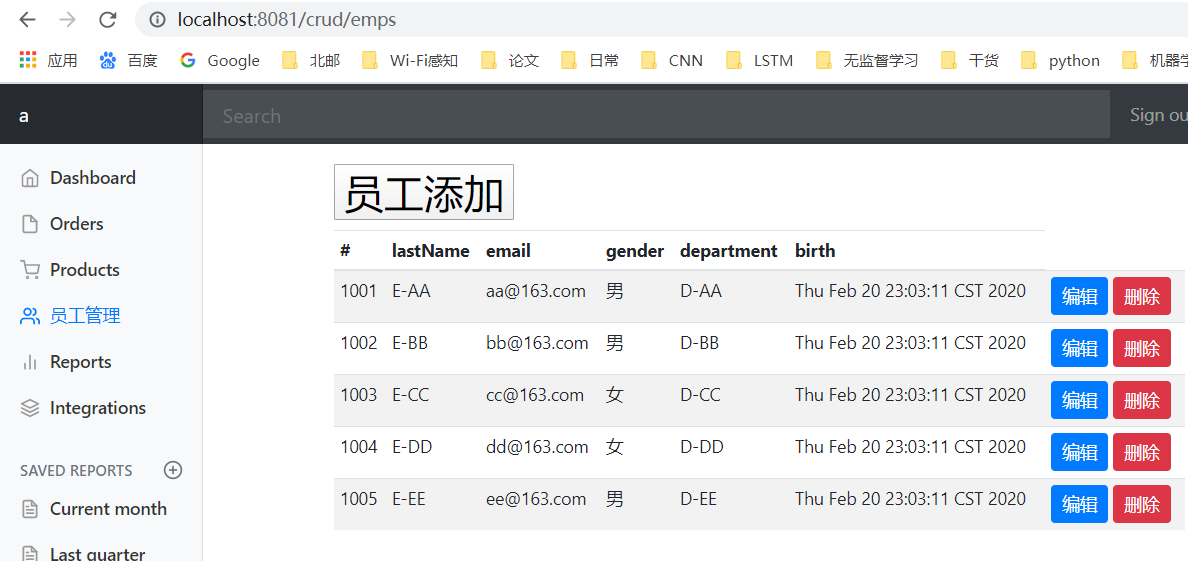 localhost:8081/crud/emps
应用 百度 Google 北邮 Wi-Fi感知 论文 日常 CNN LSTM 无监督学习 干货 python 机器学
a Search Sign ou
Dashboard
Orders
Products
员工管理
Reports
Integrations
SAVED REPORTS
Current month
Last quarter
员工添加
# lastName email gender department birth
1001 E-AA aa@163.com 男 D-AA Thu Feb 20 23:03:11 CST 2020 编辑 删除
1002 E-BB bb@163.com 男 D-BB Thu Feb 20 23:03:11 CST 2020 编辑 删除
1003 E-CC cc@163.com 女 D-CC Thu Feb 20 23:03:11 CST 2020 编辑 删除
1004 E-DD dd@163.com 女 D-DD Thu Feb 20 23:03:11 CST 2020 编辑 删除
1005 E-EE ee@163.com 男 D-EE Thu Feb 20 23:03:11 CST 2020 编辑 删除